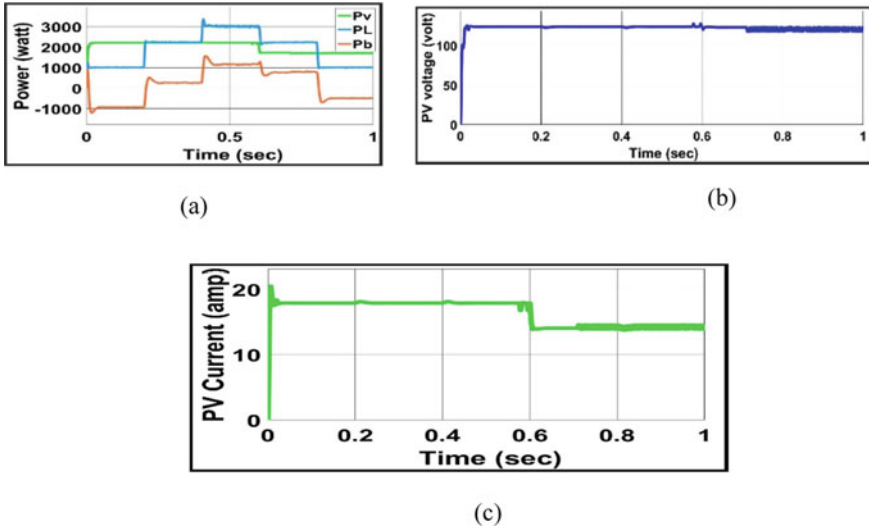 Power (watt)
3000
2000
1000
0
-1000
Pv
PL
Pb
0
0.5
1
Time (sec)
(a)
PV voltage (volt)
100
50
0
0
0.2
0.4
0.6
0.8
1
Time (sec)
(b)
PV Current (amp)
20
10
0
0
0.2
0.4
0.6
0.8
1
Time (sec)
(c)